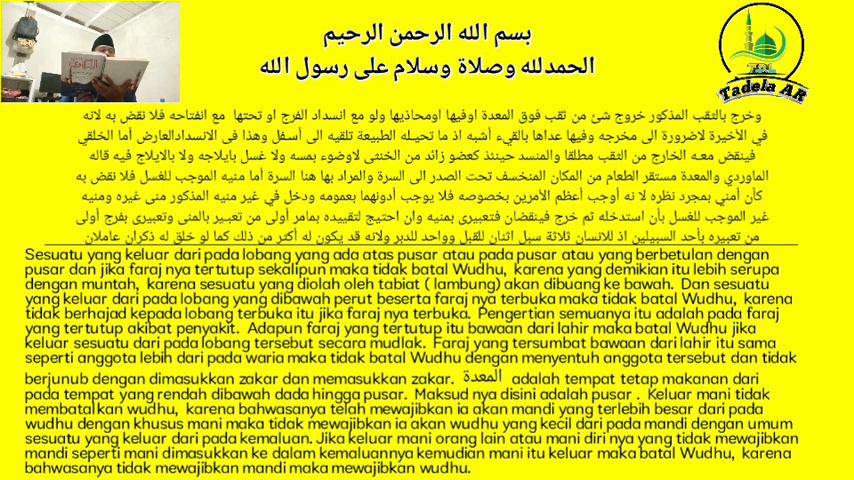 بسم الله الرحمن الرحيم
الحمدلله وصلاة وسلام على رسول الله
Tadela AR
وخرج بالثقب المذكور خروج شئ من ثقب فوق المعدة اوفيها اومحاذيها ولو مع انسداد الفرج او تحتها مع انفتاحه فلا نقض به لانه
في الأخيرة لاضرورة الى مخرجه وفيها عداها بالقيء أشبه اذ ما تحيله الطبيعة تلقيه الى أسفل وهذا فى الانسدادالعارض أما الخلقي
فينقض معه الخارج من الثقب مطلقا والمنسد حينئذ كعضو زائد من الخنثى لاوضوء بمسه ولا غسل بايلاجه ولا بالايلاج فيه قاله
الماوردي والمعدة مستقر الطعام من المكان المنخسف تحت الصدر الى السرة والمراد بها هنا السرة أما منيه الموجب للغسل فلا نقض به
كأن أمني بمجرد نظره لا نه أوجب أعظم الأمرين بخصوصه فلا يوجب أدونهما بعمومه ودخل في غير منيه المذكور منى غيره ومنيه
غير الموجب للغسل بأن استدخله ثم خرج فينقضان فتعبيرى بمنيه وان احتيج لتقييده بمامر أولى من تعبير بالمنى وتعبيرى بفرج أولى
من تعبيره بأحد السبيلين اذ للانسان ثلاثة سبل اثنان للقبل وواحد للدبر ولانه قد يكون له أكثر من ذلك كما لو خلق له ذكران عاملان
Sesuatu yang keluar dari pada lobang yang ada atas pusar atau pada pusar atau yang berbetulan dengan
pusar dan jika faraj nya tertutup sekalipun maka tidak batal Wudhu, karena yang demikian itu lebih serupa
dengan muntah, karena sesuatu yang diolah oleh tabiat ( lambung) akan dibuang ke bawah. Dan sesuatu
yang keluar dari pada lobang yang dibawah perut beserta faraj nya terbuka maka tidak batal Wudhu, karena
tidak berhajad kepada lobang terbuka itu jika faraj nya terbuka. Pengertian semuanya itu adalah pada faraj
yang tertutup akibat penyakit. Adapun faraj yang tertutup itu bawaan dari lahir maka batal Wudhu jika
keluar sesuatu dari pada lobang tersebut secara mudlak. Faraj yang tersumbat bawaan dari lahir itu sama
seperti anggota lebih dari pada waria maka tidak batal Wudhu dengan menyentuh anggota tersebut dan tidak
berjunub dengan dimasukkan zakar dan memasukkan zakar. المعدة adalah tempat tetap makanan dari
pada tempat yang rendah dibawah dada hingga pusar. Maksud nya disini adalah pusar . Keluar mani tidak
membatalkan wudhu, karena bahwasanya telah mewajibkan ia akan mandi yang terlebih besar dari pada
wudhu dengan khusus mani maka tidak mewajibkan ia akan wudhu yang kecil dari pada mandi dengan umum
sesuatu yang keluar dari pada kemaluan. Jika keluar mani orang lain atau mani diri nya yang tidak mewajibkan
mandi seperti mani dimasukkan ke dalam kemaluannya kemudian mani itu keluar maka batal Wudhu, karena
bahwasanya tidak mewajibkan mandi maka mewajibkan wudhu.